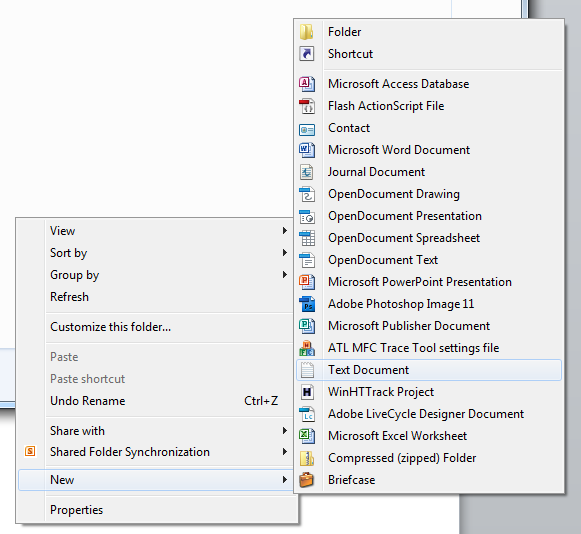 View
Sort by
Group by
Refresh
Customize this folder...
Paste
Paste shortcut
Undo Rename Ctrl+Z
Share with
Shared Folder Synchronization
New
Properties
Folder
Shortcut
Microsoft Access Database
Flash ActionScript File
Contact
Microsoft Word Document
Journal Document
OpenDocument Drawing
OpenDocument Presentation
OpenDocument Spreadsheet
OpenDocument Text
Microsoft PowerPoint Presentation
Adobe Photoshop Image 11
Microsoft Publisher Document
ATL MFC Trace Tool settings file
Text Document
WinHTTrack Project
Adobe LiveCycle Designer Document
Microsoft Excel Worksheet
Compressed (zipped) Folder
Briefcase